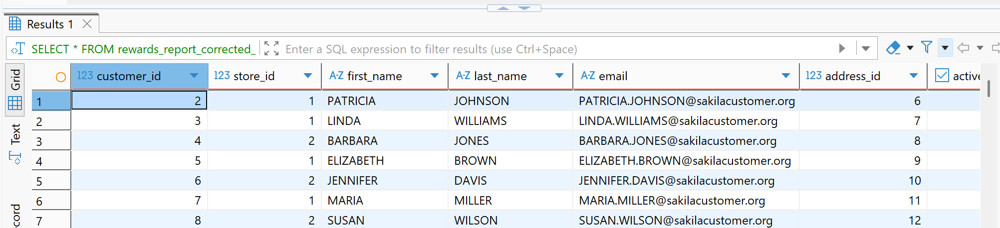 Results 1
SELECT * FROM rewards_report_corrected_ Enter a SQL expression to filter results (use Ctrl+Space)
Grid
Text
123 customer_id 123 store_id A-Z first_name A-Z last_name A-Z email 123 address_id active
1 2 1 PATRICIA JOHNSON PATRICIA.JOHNSON@sakilacustomer.org 6
2 3 1 LINDA WILLIAMS LINDA.WILLIAMS@sakilacustomer.org 7
3 4 2 BARBARA JONES BARBARA.JONES@sakilacustomer.org 8
4 5 1 ELIZABETH BROWN ELIZABETH.BROWN@sakilacustomer.org 9
5 6 2 JENNIFER DAVIS JENNIFER.DAVIS@sakilacustomer.org 10
6 7 1 MARIA MILLER MARIA.MILLER@sakilacustomer.org 11
7 8 2 SUSAN WILSON SUSAN.WILSON@sakilacustomer.org 12